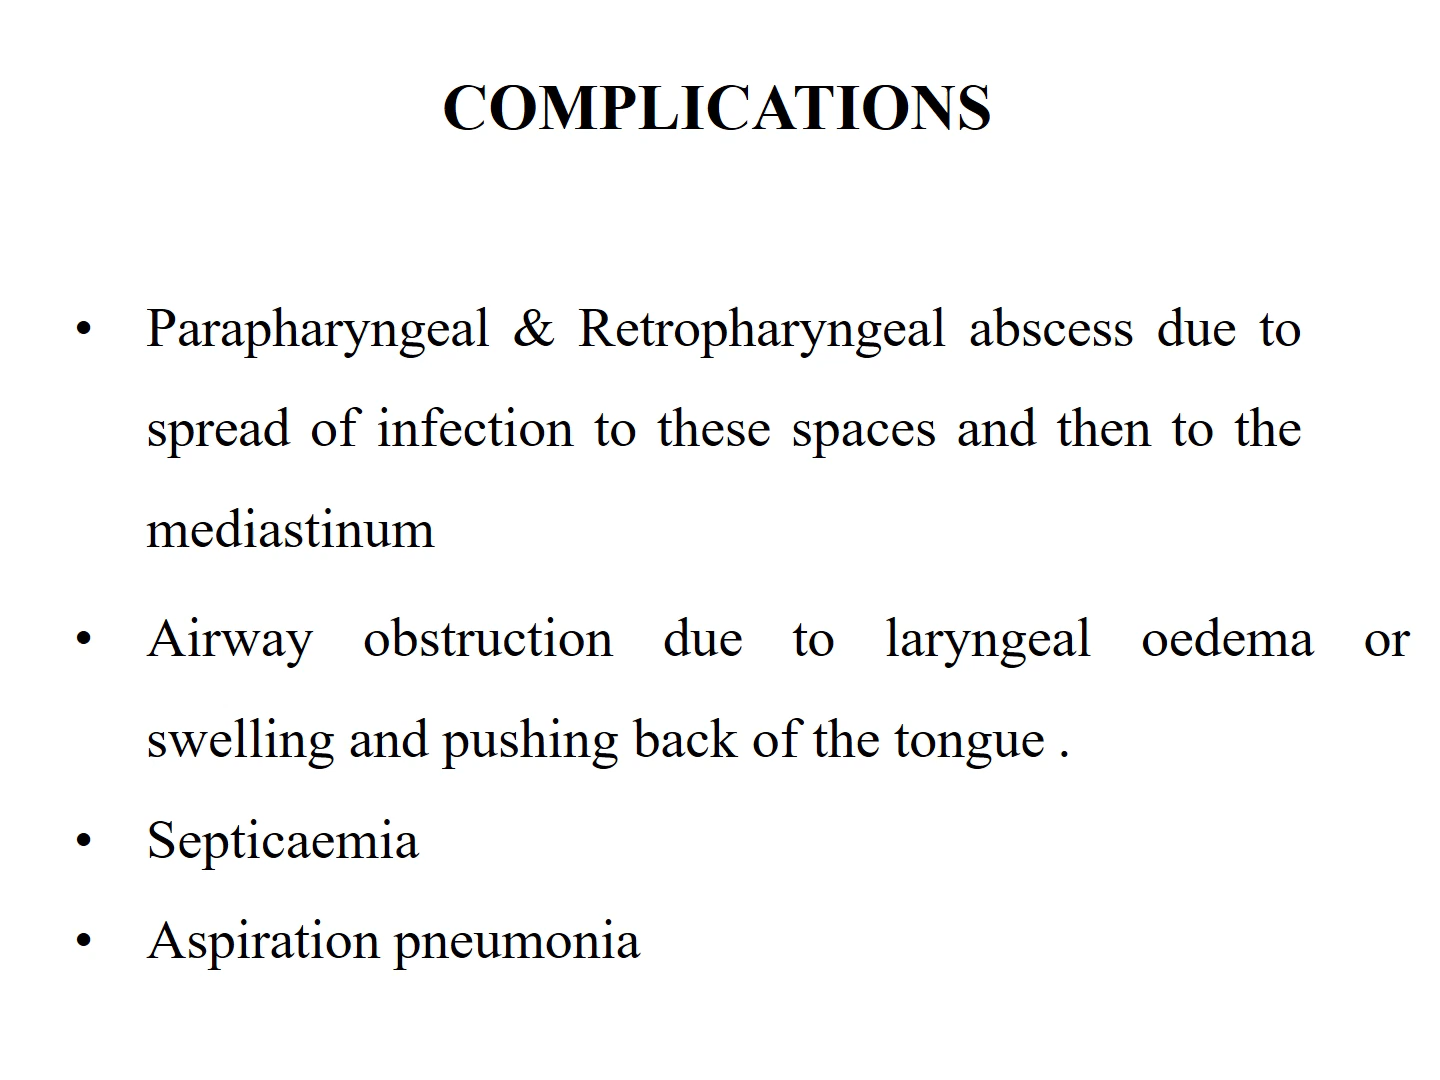 COMPLICATIONS
• Parapharyngeal & Retropharyngeal abscess due to
spread of infection to these spaces and then to the
mediastinum
• Airway obstruction due to laryngeal oedema or
swelling and pushing back of the tongue .
• Septicaemia
• Aspiration pneumonia